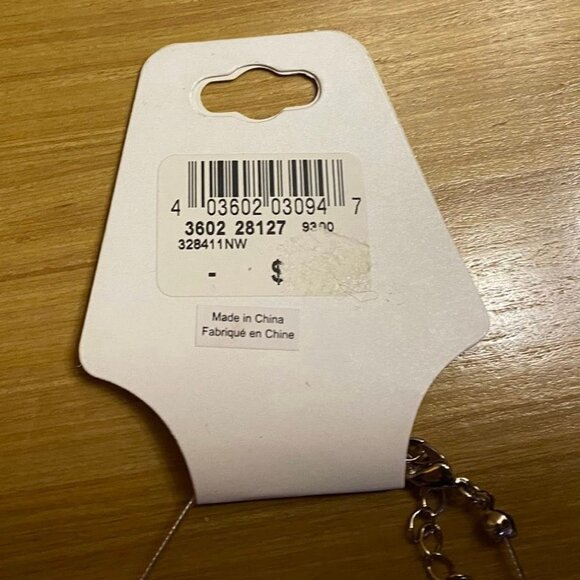 4 03602 03094 7
3602 28127 9300
328411NW
- $
Made in China
Fabriqué en Chine